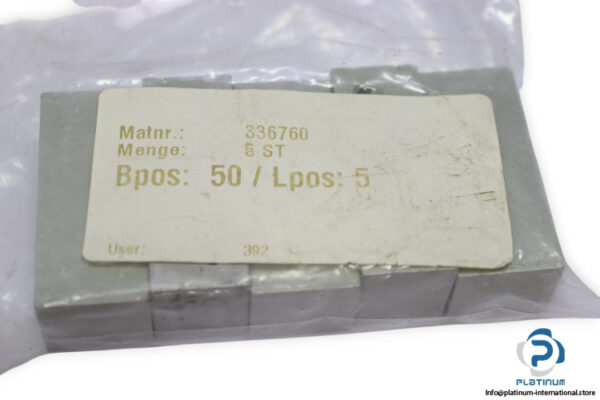 Matnr.: 336760
Menge: 5 ST
Bpos: 50 / Lpos: 5
User: 392
PLATINUM
Info@platinum-international.store